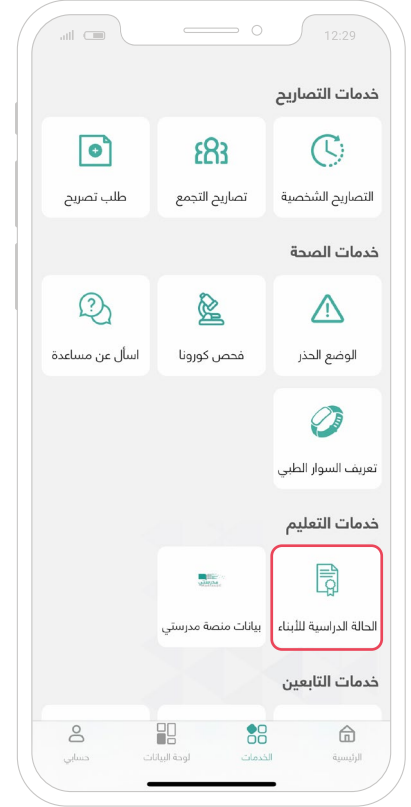 12:29
خدمات التصاريح
التصاريح الشخصية
تصاريح التجمع
طلب تصريح
خدمات الصحة
الوضع الحذر
فحص كورونا
اسأل عن مساعدة
تعريف السوار الطبي
خدمات التعليم
الحالة الدراسية للأبناء
بيانات منصة مدرستي
خدمات التابعين
الرئيسية
الخدمات
لوحة البيانات
حسابي